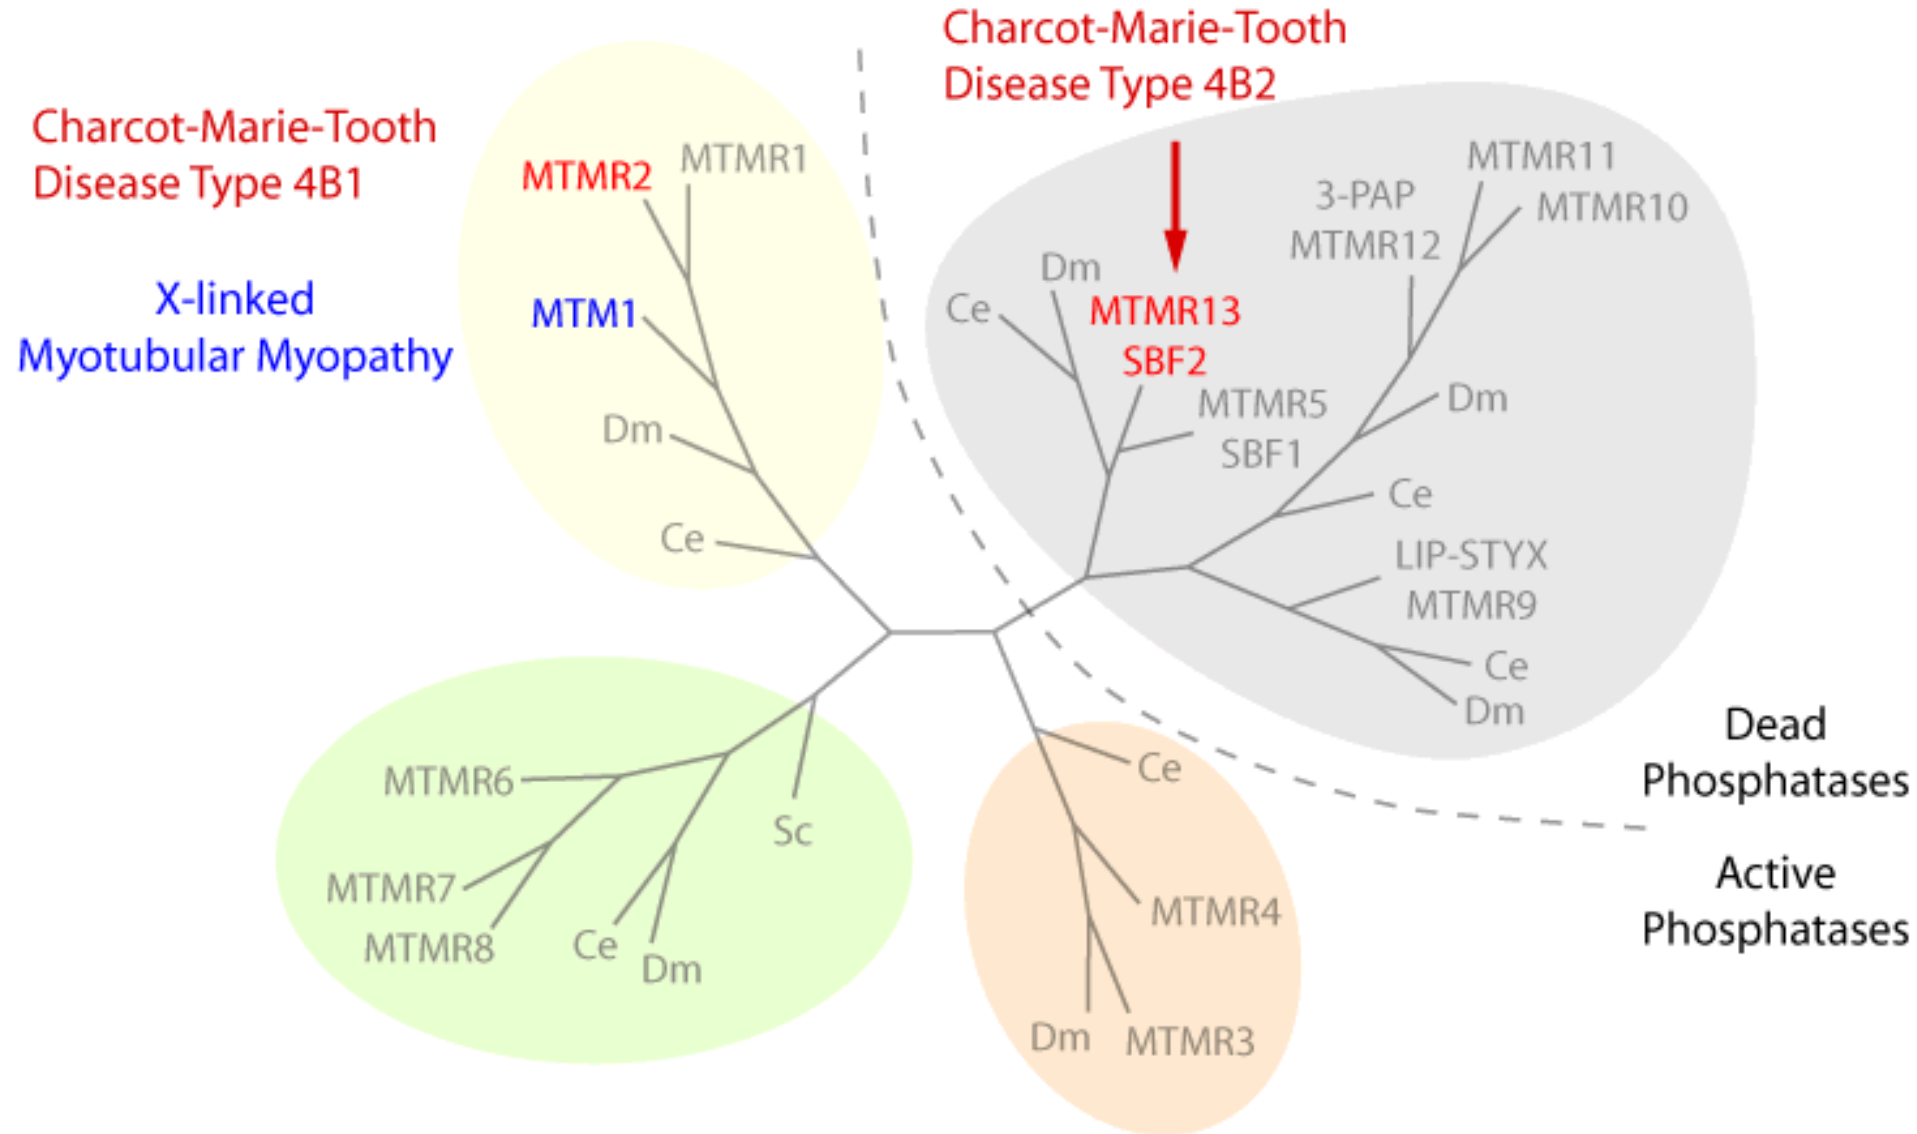 Charcot-Marie-Tooth
Disease Type 4B1
X-linked
Myotubular Myopathy
MTMR2
MTMR1
MTM1
Dm
Ce
Charcot-Marie-Tooth
Disease Type 4B2
Ce
Dm
MTMR13
SBF2
MTMR5
SBF1
3-PAP
MTMR12
MTMR11
MTMR10
Dm
Ce
LIP-STYX
MTMR9
Ce
Dm
Dead
Phosphatases
Active
Phosphatases
MTMR6
MTMR7
MTMR8
Ce
Dm
Sc
Ce
MTMR4
Dm
MTMR3